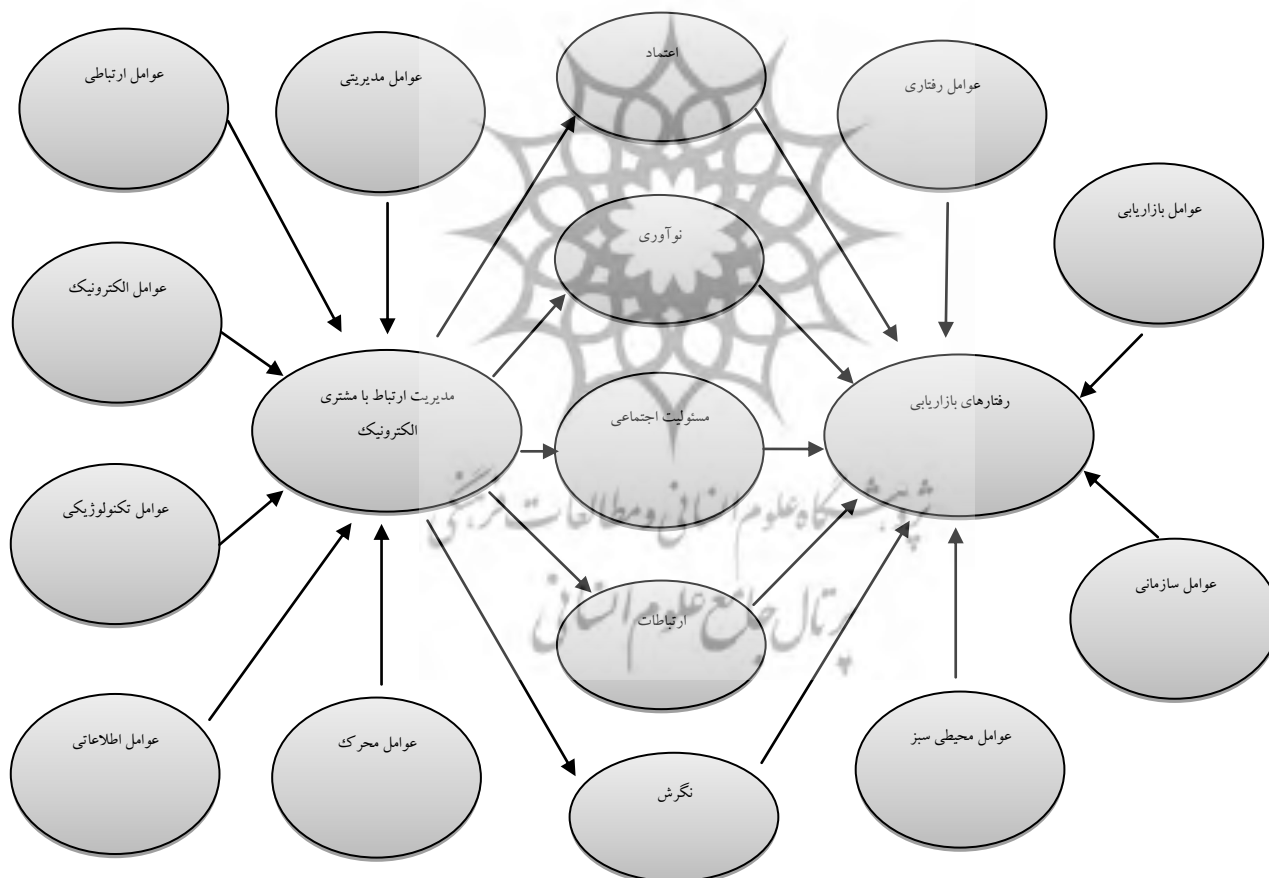 اعتماد
عوامل مدیریتی
عوامل ارتباطی
عوامل رفتاری
عوامل بازاریابی
نوآوری
عوامل الکترونیک
مدیریت ارتباط با مشتری
الکترونیک
مسئولیت اجتماعی
رفتارهای بازاریابی
پژوهشگاه علوم انسانی و مطالعات فرهنگی
عوامل تکنولوژیکی
عوامل سازمانی
ارتباطات
پرتال جامع علوم انسانی
عوامل محیطی سبز
عوامل محرک
عوامل اطلاعاتی
نگرش